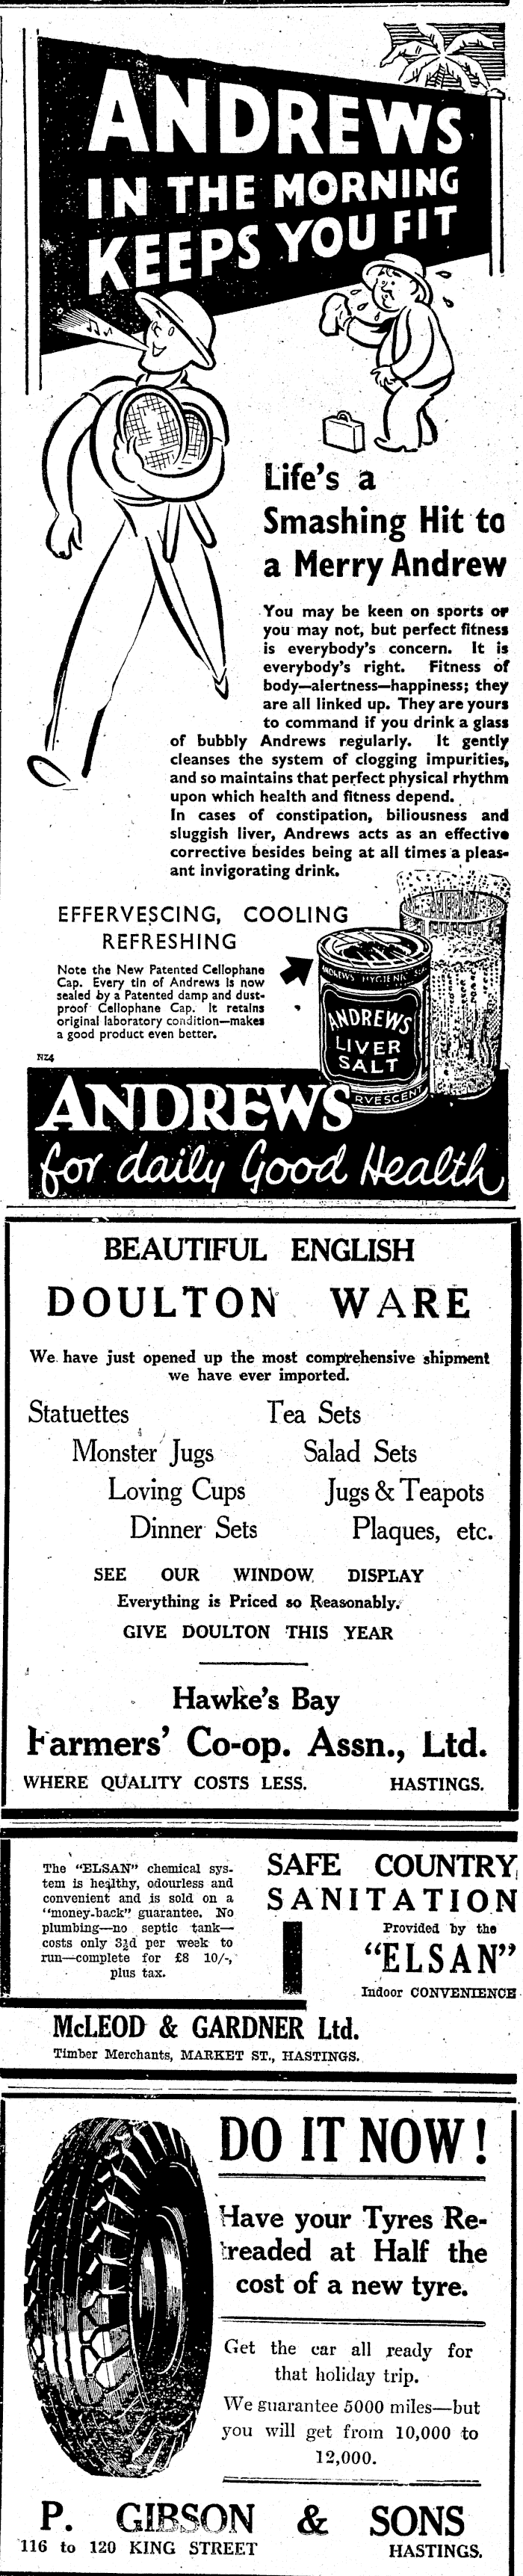 ANDREWS
IN THE MORNING
KEEPS YOU FIT
Life's a
Smashing Hit to
a Merry Andrew
You may be keen on sports or
you may not, but perfect fitness
is everybody's concern. It is
everybody's right. Fitness of
body—alertness—happiness; they
are all linked up. They are yours
to command if you drink a glass
of bubbly Andrews regularly. It gently
cleanses the system of clogging impurities,
and so maintains that perfect physical rhythm
upon which health and fitness depend.
In cases of constipation, biliousness and
sluggish liver, Andrews acts as an effective
corrective besides being at all times a pleas-
ant invigorating drink.
EFFERVESCING, COOLING
REFRESHING
Note the New Patented Cellophane
Cap. Every tin of Andrews is now
sealed by a Patented damp and dust-
proof Cellophane Cap. It retains
original laboratory condition—makes
a good product even better.
NZ4
ANDREWS HYGIENIC
ANDREWS
LIVER
SALT
RVESCENT
ANDREWS
for daily Good Health
BEAUTIFUL ENGLISH
DOULTON WARE
We have just opened up the most comprehensive shipment
we have ever imported.
Statuettes Tea Sets
Monster Jugs Salad Sets
Loving Cups Jugs & Teapots
Dinner Sets Plaques, etc.
SEE OUR WINDOW DISPLAY
Everything is Priced so Reasonably.
GIVE DOULTON THIS YEAR
Hawke's Bay
Farmers' Co-op. Assn., Ltd.
WHERE QUALITY COSTS LESS. HASTINGS.
The "ELSAN" chemical sys-
tem is healthy, odourless and
convenient and is sold on a
"money-back" guarantee. No
plumbing—no septic tank—
costs only 3½d per week to
run—complete for £8 10/-,
plus tax.
SAFE COUNTRY
SANITATION
Provided by the
"ELSAN"
Indoor CONVENIENCE
McLEOD & GARDNER Ltd.
Timber Merchants, MARKET ST., HASTINGS.
DO IT NOW!
Have your Tyres Re-
treaded at Half the
cost of a new tyre.
Get the car all ready for
that holiday trip.
We guarantee 5000 miles—but
you will get from 10,000 to
12,000.
P. GIBSON & SONS
116 to 120 KING STREET HASTINGS.